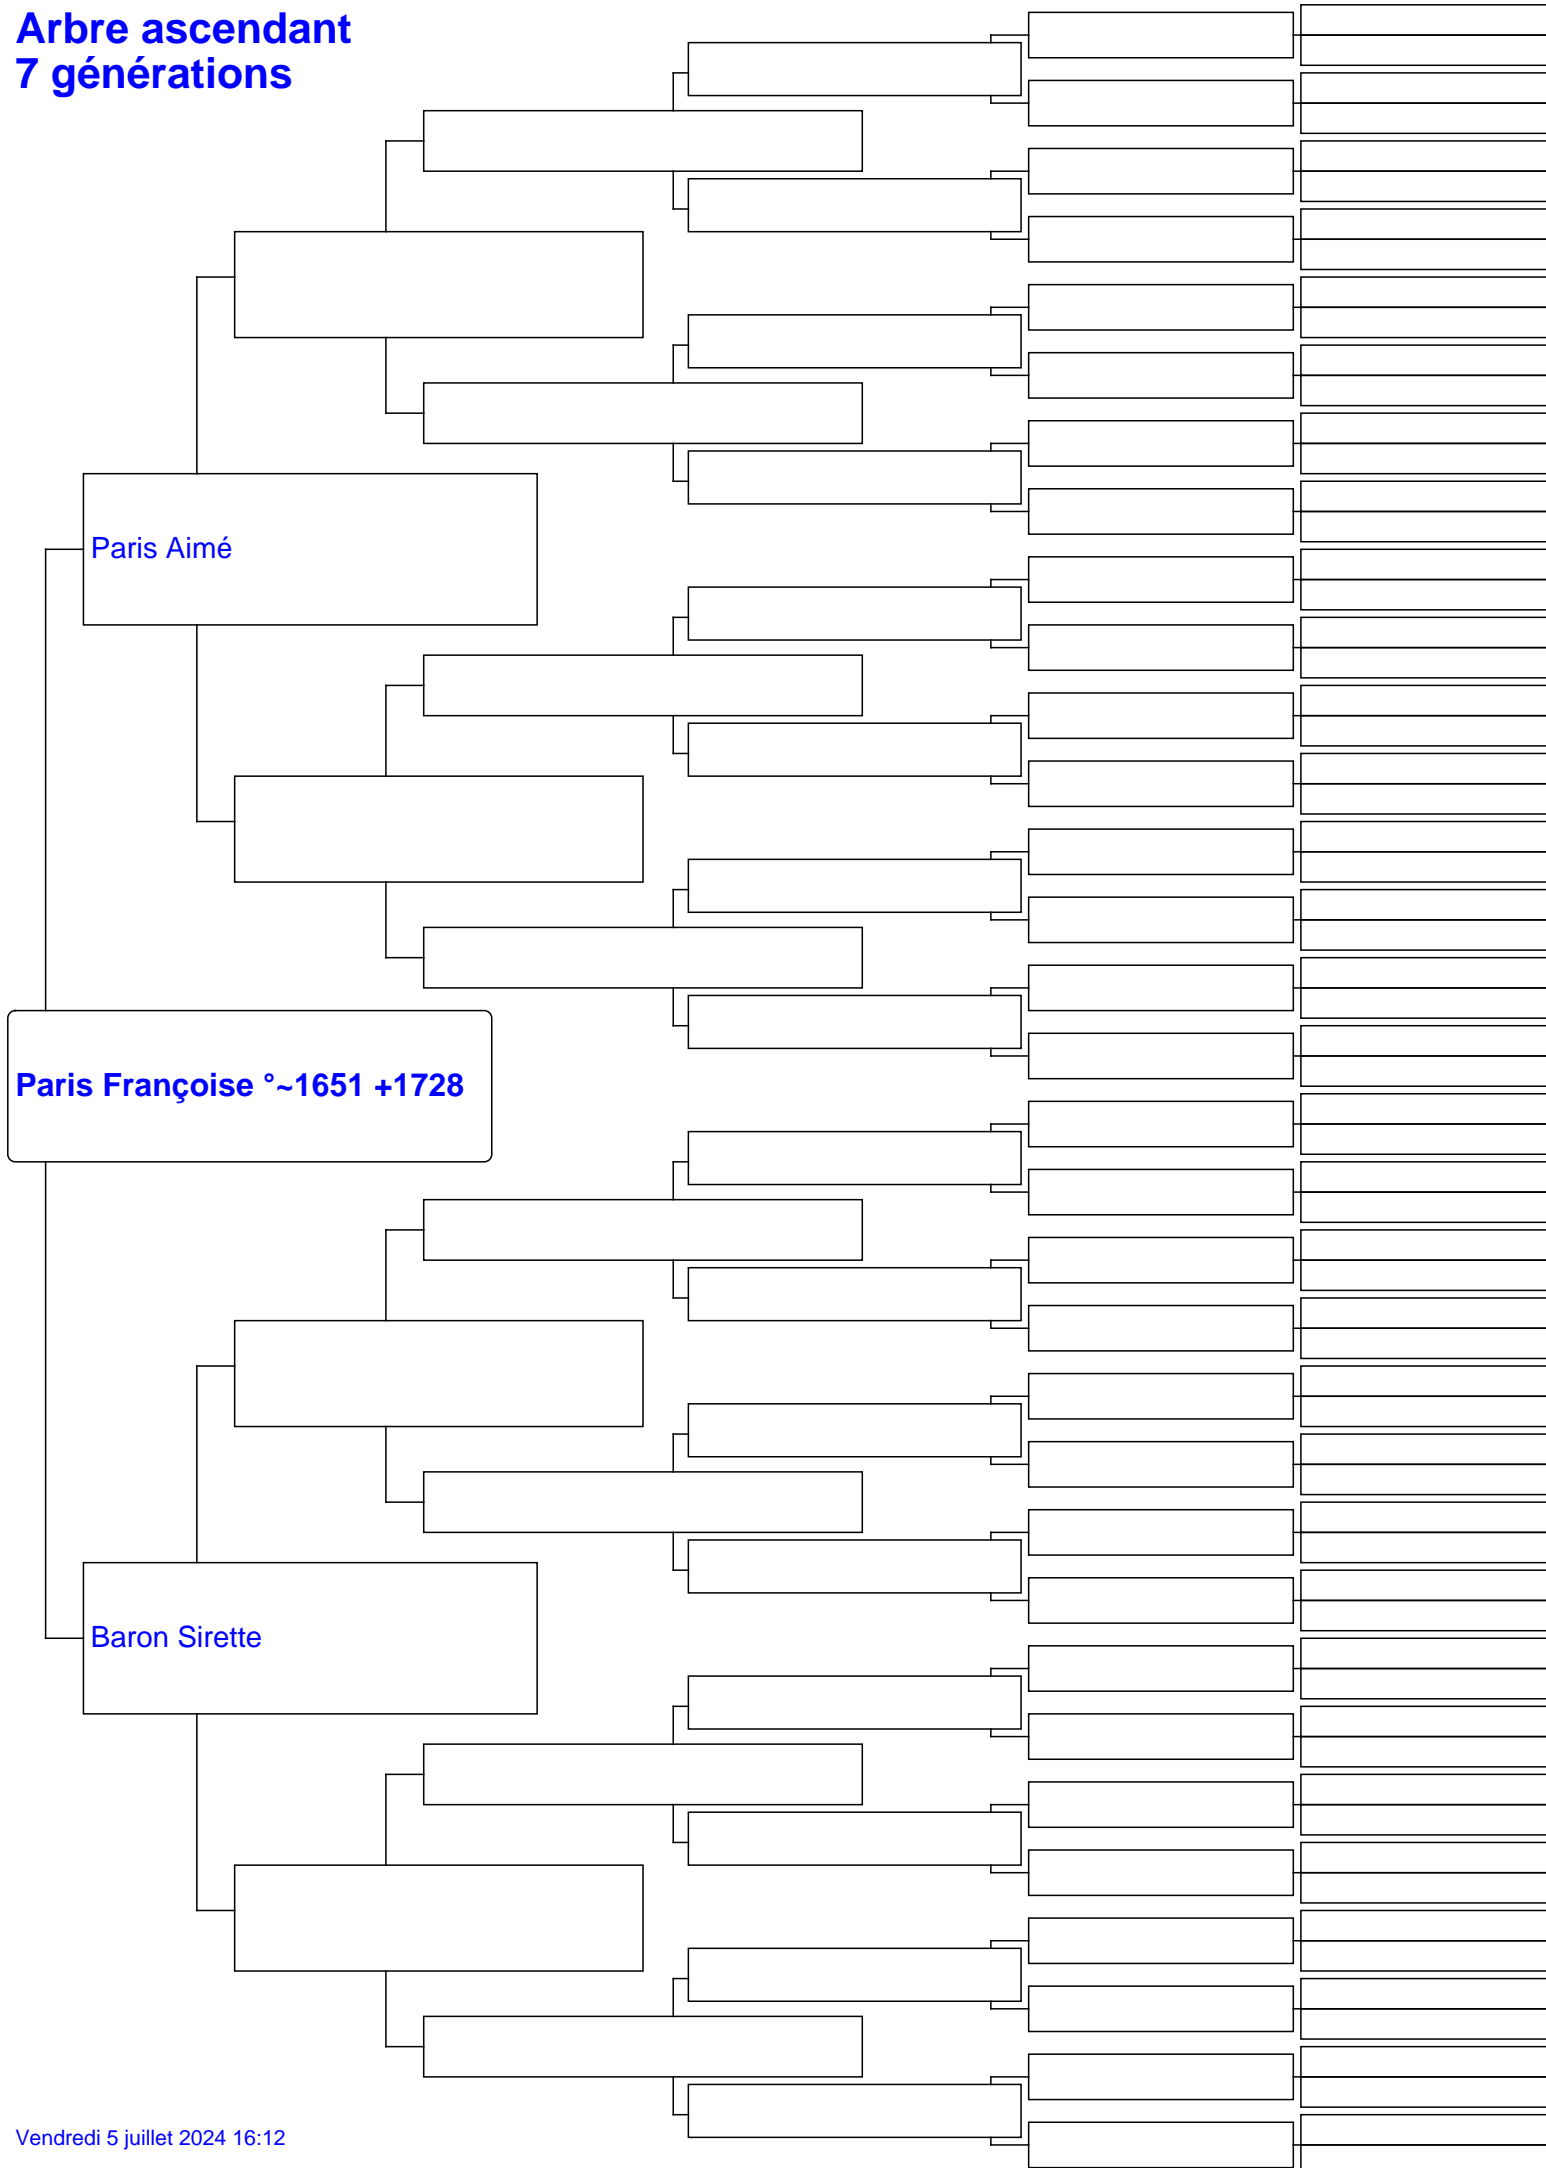 Arbre ascendant
7 générations
Paris Aimé
Paris Françoise °~1651 +1728
Baron Sirette
Vendredi 5 juillet 2024 16:12